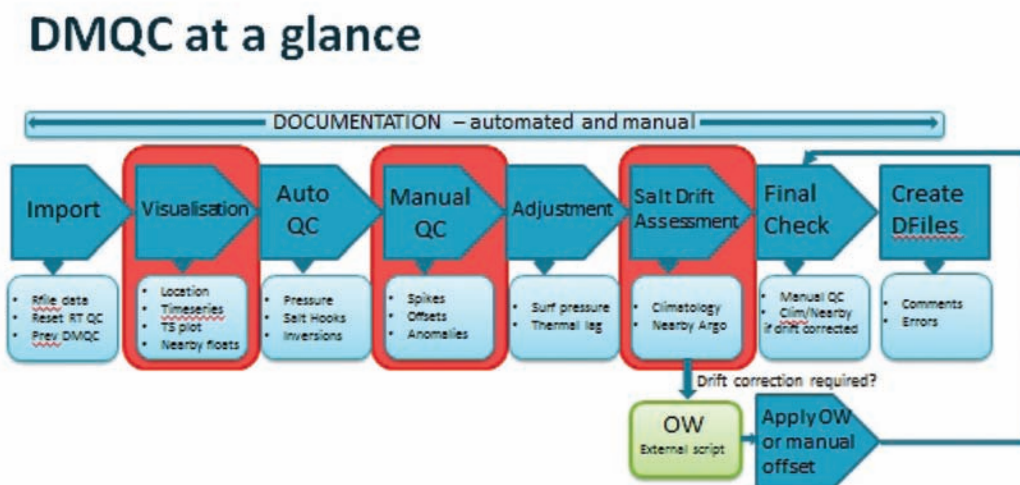 DMQC at a glance
DOCUMENTATION – automated and manual
Import
Visualisation
Auto
QC
Manual
QC
Adjustment
Salt Drift
Assessment
Final
Check
Create
DFiles
• Rfile data
• Reset RT QC
• Prev DMQC
• Location
• Timeseries
• TS plot
• Nearby floats
• Pressure
• Salt Hooks
• Inversions
• Spikes
• Offsets
• Anomalies
• Surf pressure
• Thermal lag
• Climatology
• Nearby Argo
• Manual QC
• Clim/Nearby
if drift corrected
• Comments
• Errors
Drift correction required?
OW
External script
Apply OW
or manual
offset